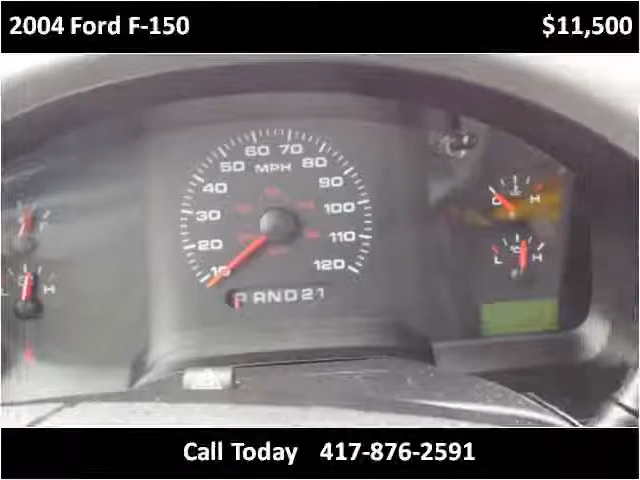 2004 Ford F-150 $11,500
60 70
50 MPH 80
40 90
30 100
20 110
10 120
P A R N D 2 1
F
L H
C H
L H
Call Today 417-876-2591